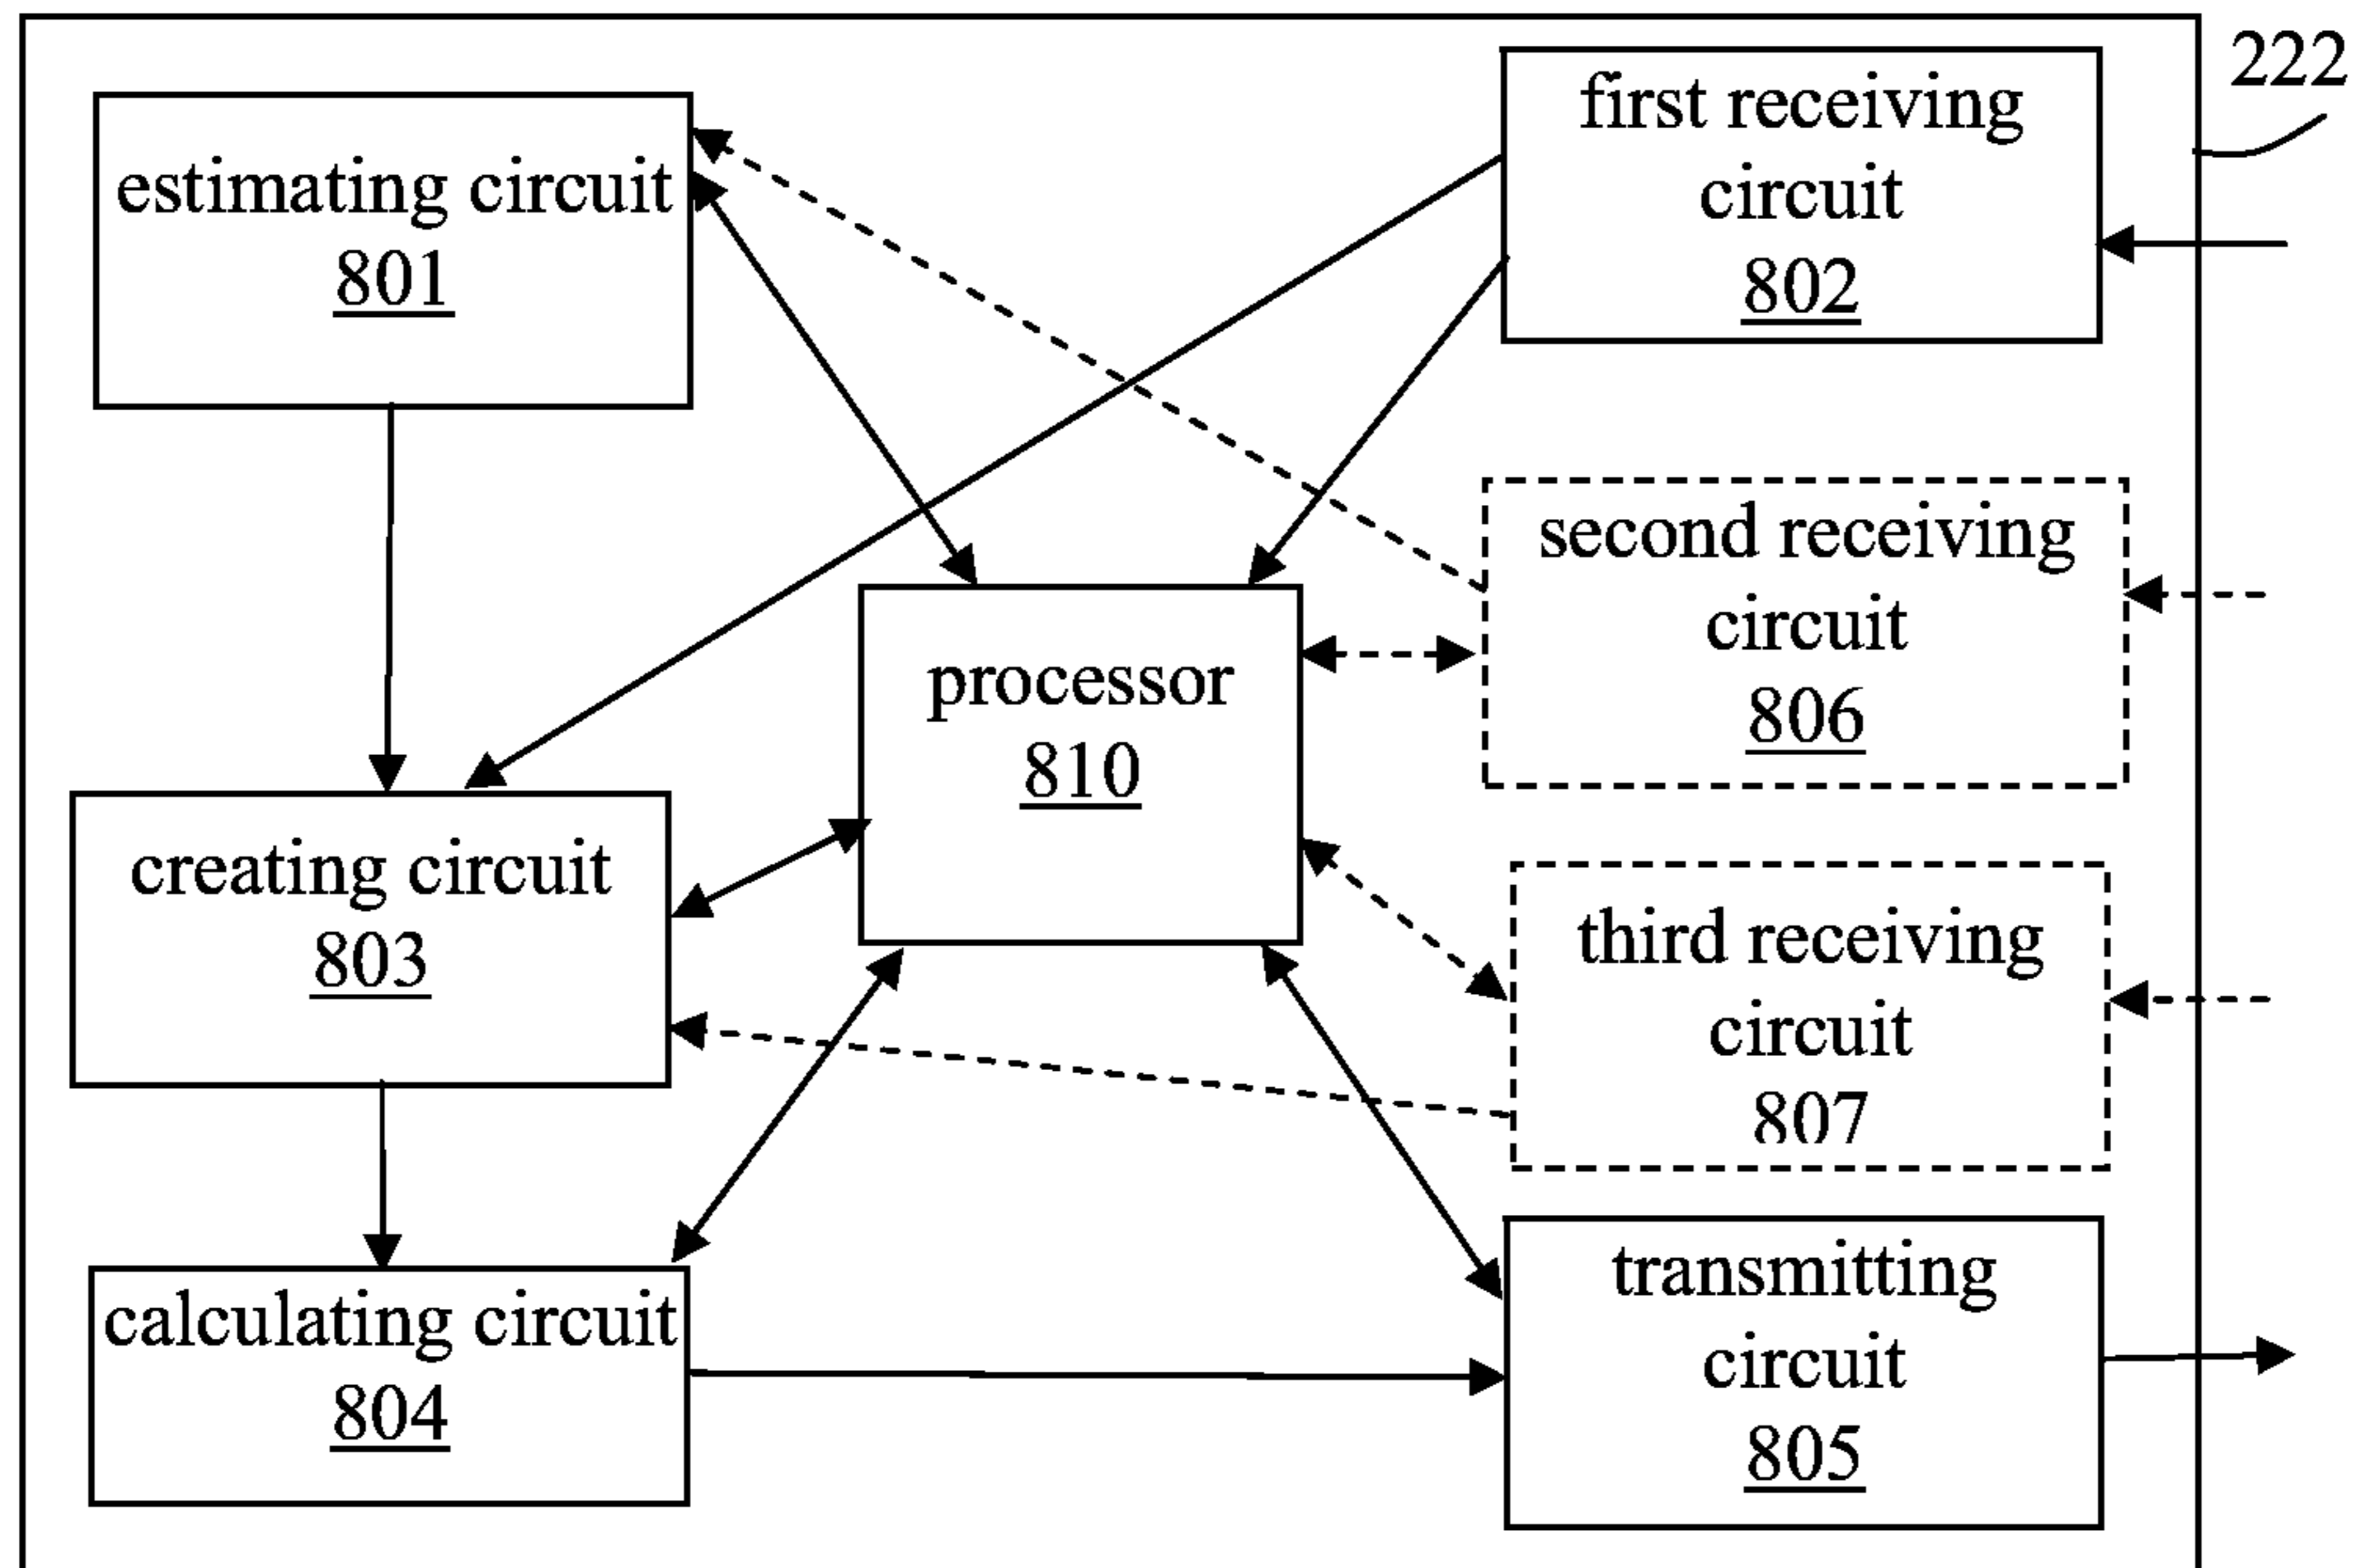 222
estimating circuit
801
first receiving
circuit
802
second receiving
circuit
806
processor
810
creating circuit
803
third receiving
circuit
807
calculating circuit
804
transmitting
circuit
805